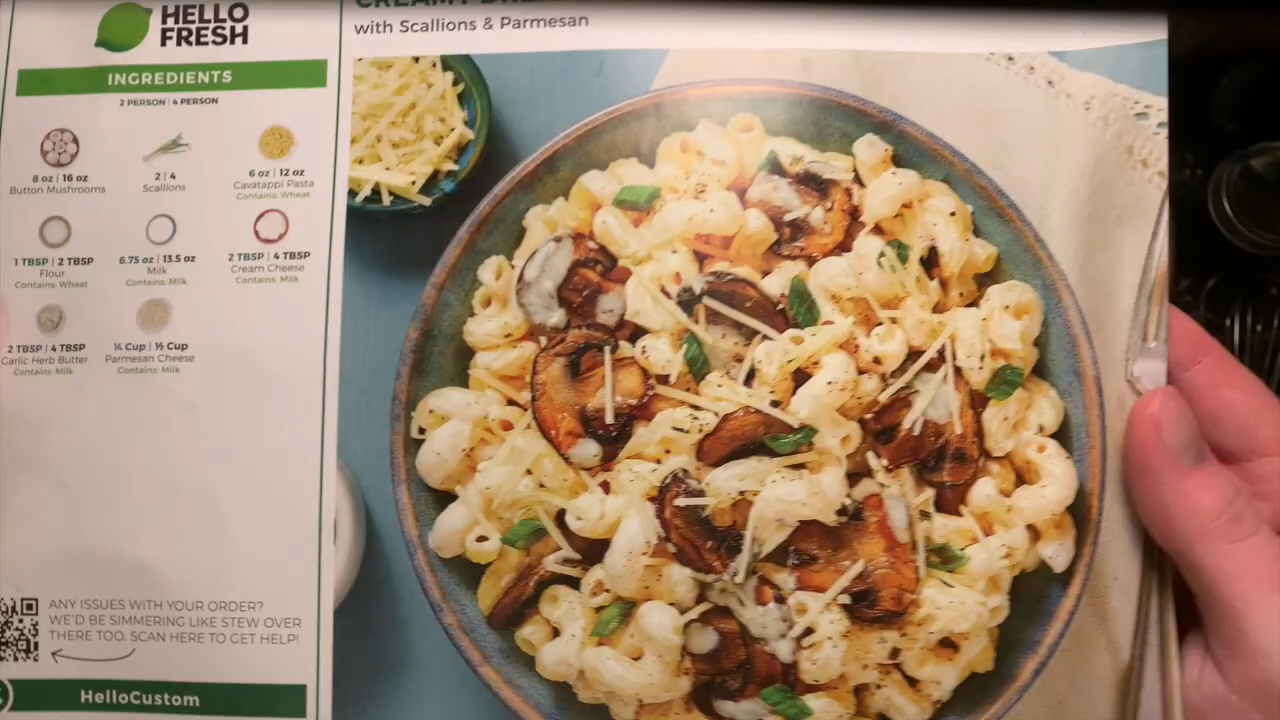 HELLO
FRESH
with Scallions & Parmesan
INGREDIENTS
2 PERSON | 4 PERSON
8 oz | 16 oz
Button Mushrooms
2 | 4
Scallions
6 oz | 12 oz
Cavatappi Pasta
Contains: Wheat
1 TBSP | 2 TBSP
Flour
Contains: Wheat
6.75 oz | 13.5 oz
Milk
Contains: Milk
2 TBSP | 4 TBSP
Cream Cheese
Contains: Milk
2 TBSP | 4 TBSP
Garlic Herb Butter
Contains: Milk
¼ Cup | ½ Cup
Parmesan Cheese
Contains: Milk
ANY ISSUES WITH YOUR ORDER?
WE'D BE SIMMERING LIKE STEW OVER
THERE TOO. SCAN HERE TO GET HELP!
HelloCustom